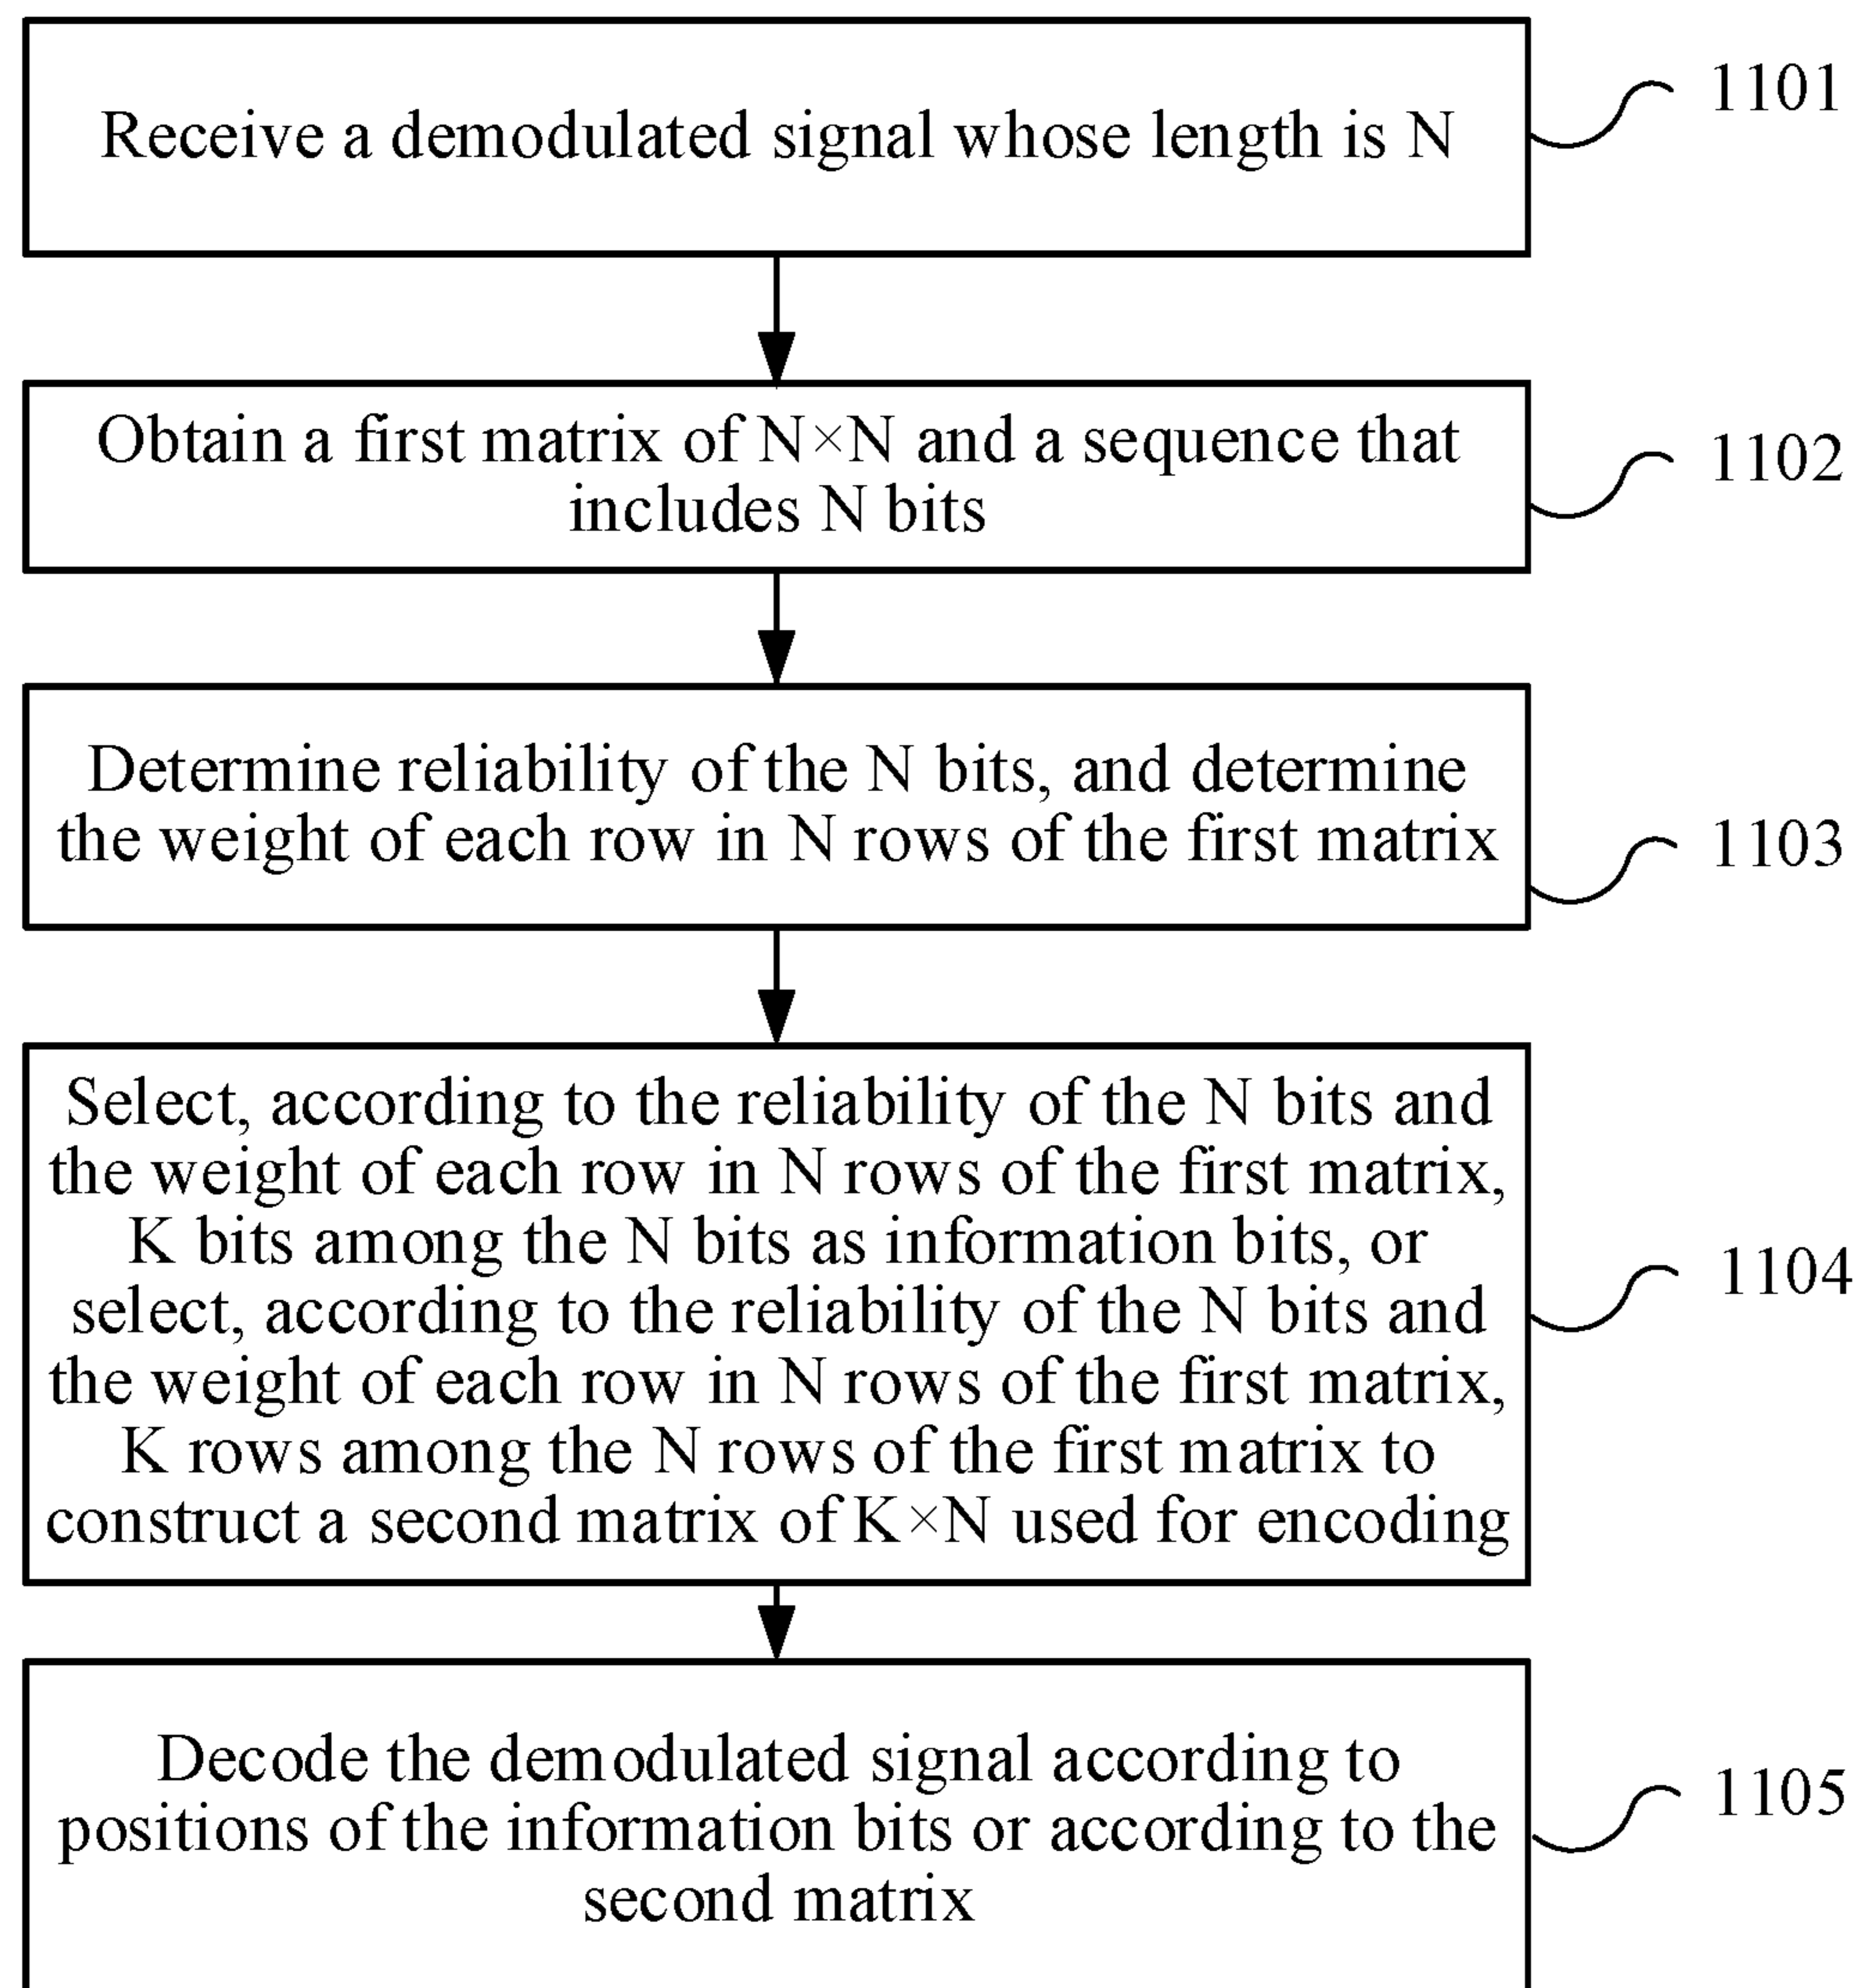 Receive a demodulated signal whose length is N
1101
Obtain a first matrix of N×N and a sequence that
includes N bits
1102
Determine reliability of the N bits, and determine
the weight of each row in N rows of the first matrix
1103
Select, according to the reliability of the N bits and
the weight of each row in N rows of the first matrix,
K bits among the N bits as information bits, or
select, according to the reliability of the N bits and
the weight of each row in N rows of the first matrix,
K rows among the N rows of the first matrix to
construct a second matrix of K×N used for encoding
1104
Decode the demodulated signal according to
positions of the information bits or according to the
second matrix
1105